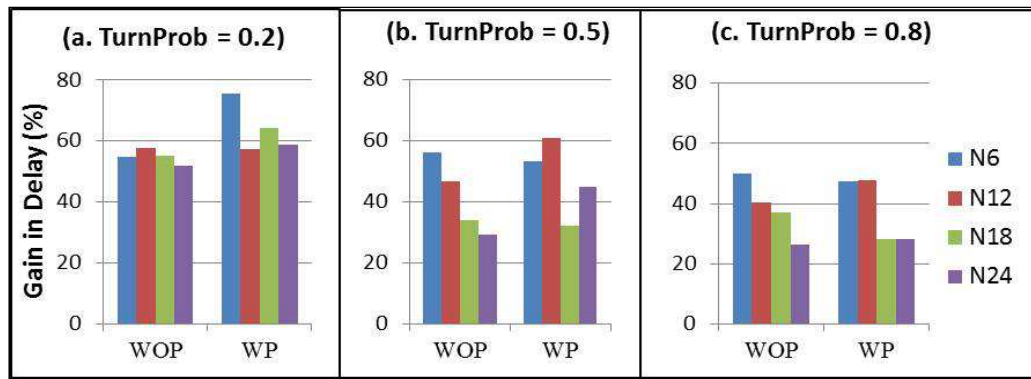 (a. TurnProb = 0.2)
(b. TurnProb = 0.5)
(c. TurnProb = 0.8)
Gain in Delay (%)
80
60
40
20
0
WOP WP
80
60
40
20
0
WOP WP
80
60
40
20
0
WOP WP
N6
N12
N18
N24